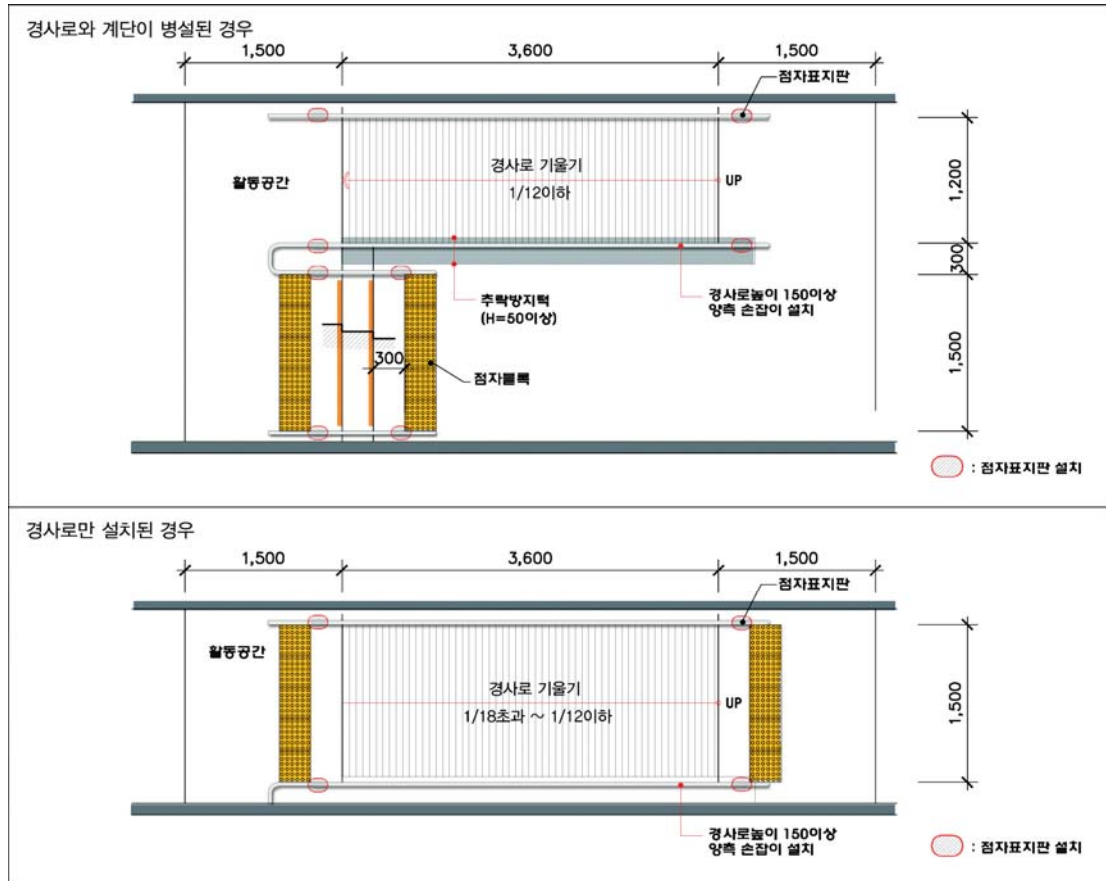 경사로와 계단이 병설된 경우
1,500
3,600
1,500
점자표지판
활동공간
경사로 기울기
1/12이하
UP
1,200
300
1,500
추락방지턱
(H=50이상)
경사로높이 150이상
양측 손잡이 설치
300
점자블록
: 점자표지판 설치
경사로만 설치된 경우
1,500
3,600
1,500
점자표지판
활동공간
경사로 기울기
1/18초과 ~ 1/12이하
UP
1,500
경사로높이 150이상
양측 손잡이 설치
: 점자표지판 설치